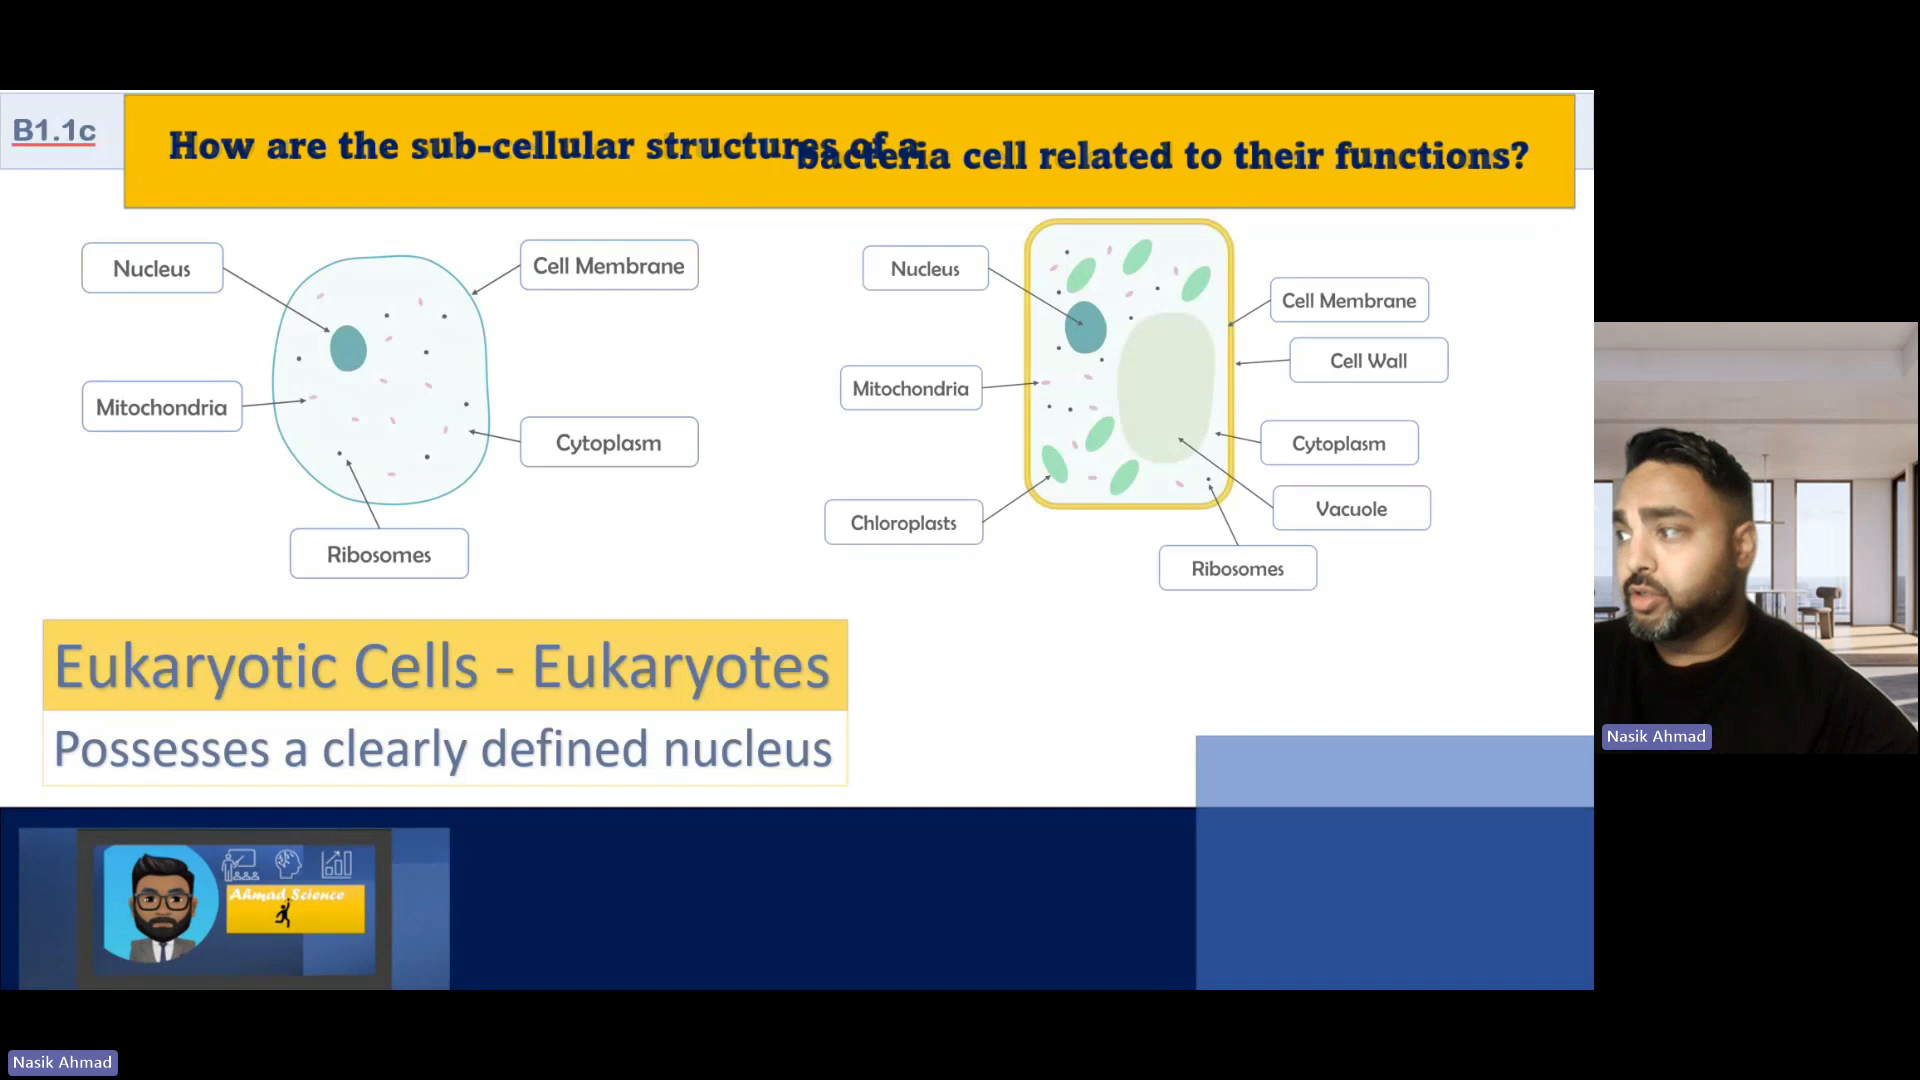 B1.1c
How are the sub-cellular structures of a
bacteria cell related to their functions?
Nucleus
Cell Membrane
Mitochondria
Cytoplasm
Ribosomes
Nucleus
Cell Membrane
Cell Wall
Mitochondria
Cytoplasm
Vacuole
Chloroplasts
Ribosomes
Eukaryotic Cells - Eukaryotes
Possesses a clearly defined nucleus
Ahmad Science
Nasik Ahmad
Nasik Ahmad